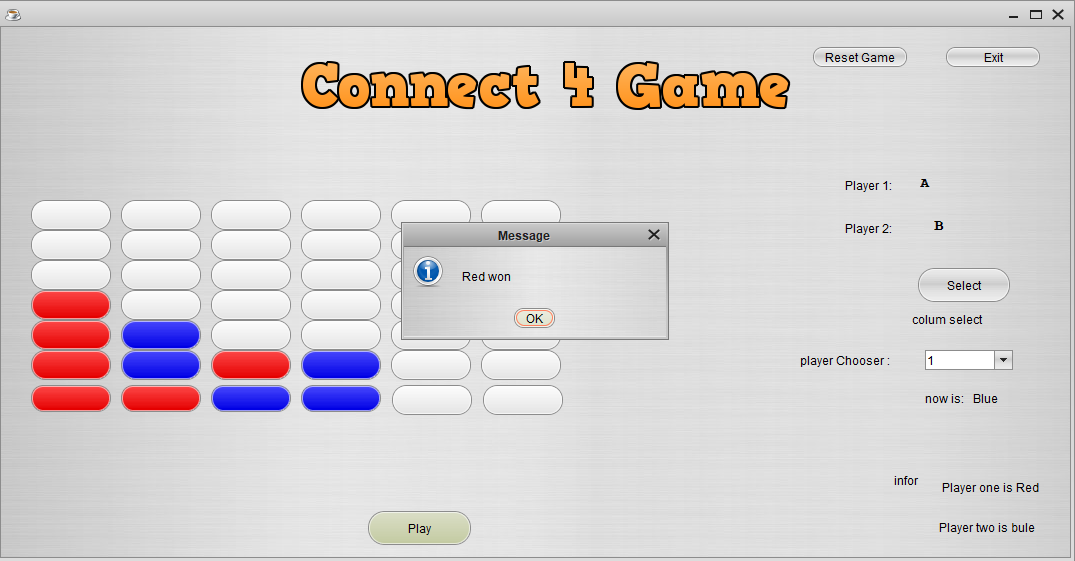 Connect 4 Game
Reset Game
Exit
Player 1: A
Player 2: B
Message
Red won
OK
Select
colum select
player Chooser : 1
now is: Blue
infor
Player one is Red
Player two is bule
Play